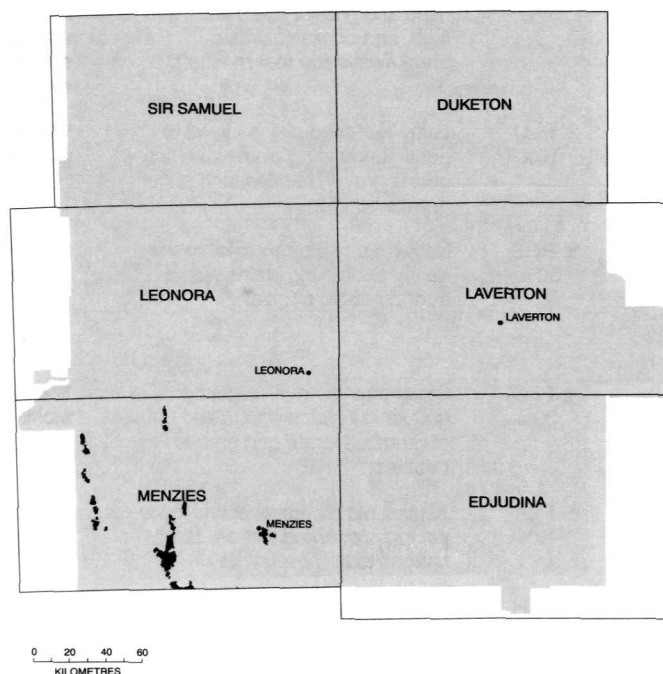 SIR SAMUEL
DUKETON
LEONORA
LAVERTON
LAVERTON
LEONORA
MENZIES
MENZIES
EDJUDINA
0 20 40 60
KILOMETRES